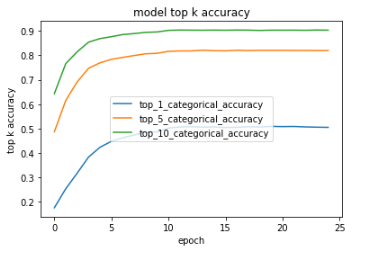 model top k accuracy
top k accuracy
0.9
0.8
0.7
0.6
0.5
0.4
0.3
0.2
top_1_categorical_accuracy
top_5_categorical_accuracy
top_10_categorical_accuracy
0 5 10 15 20 25
epoch